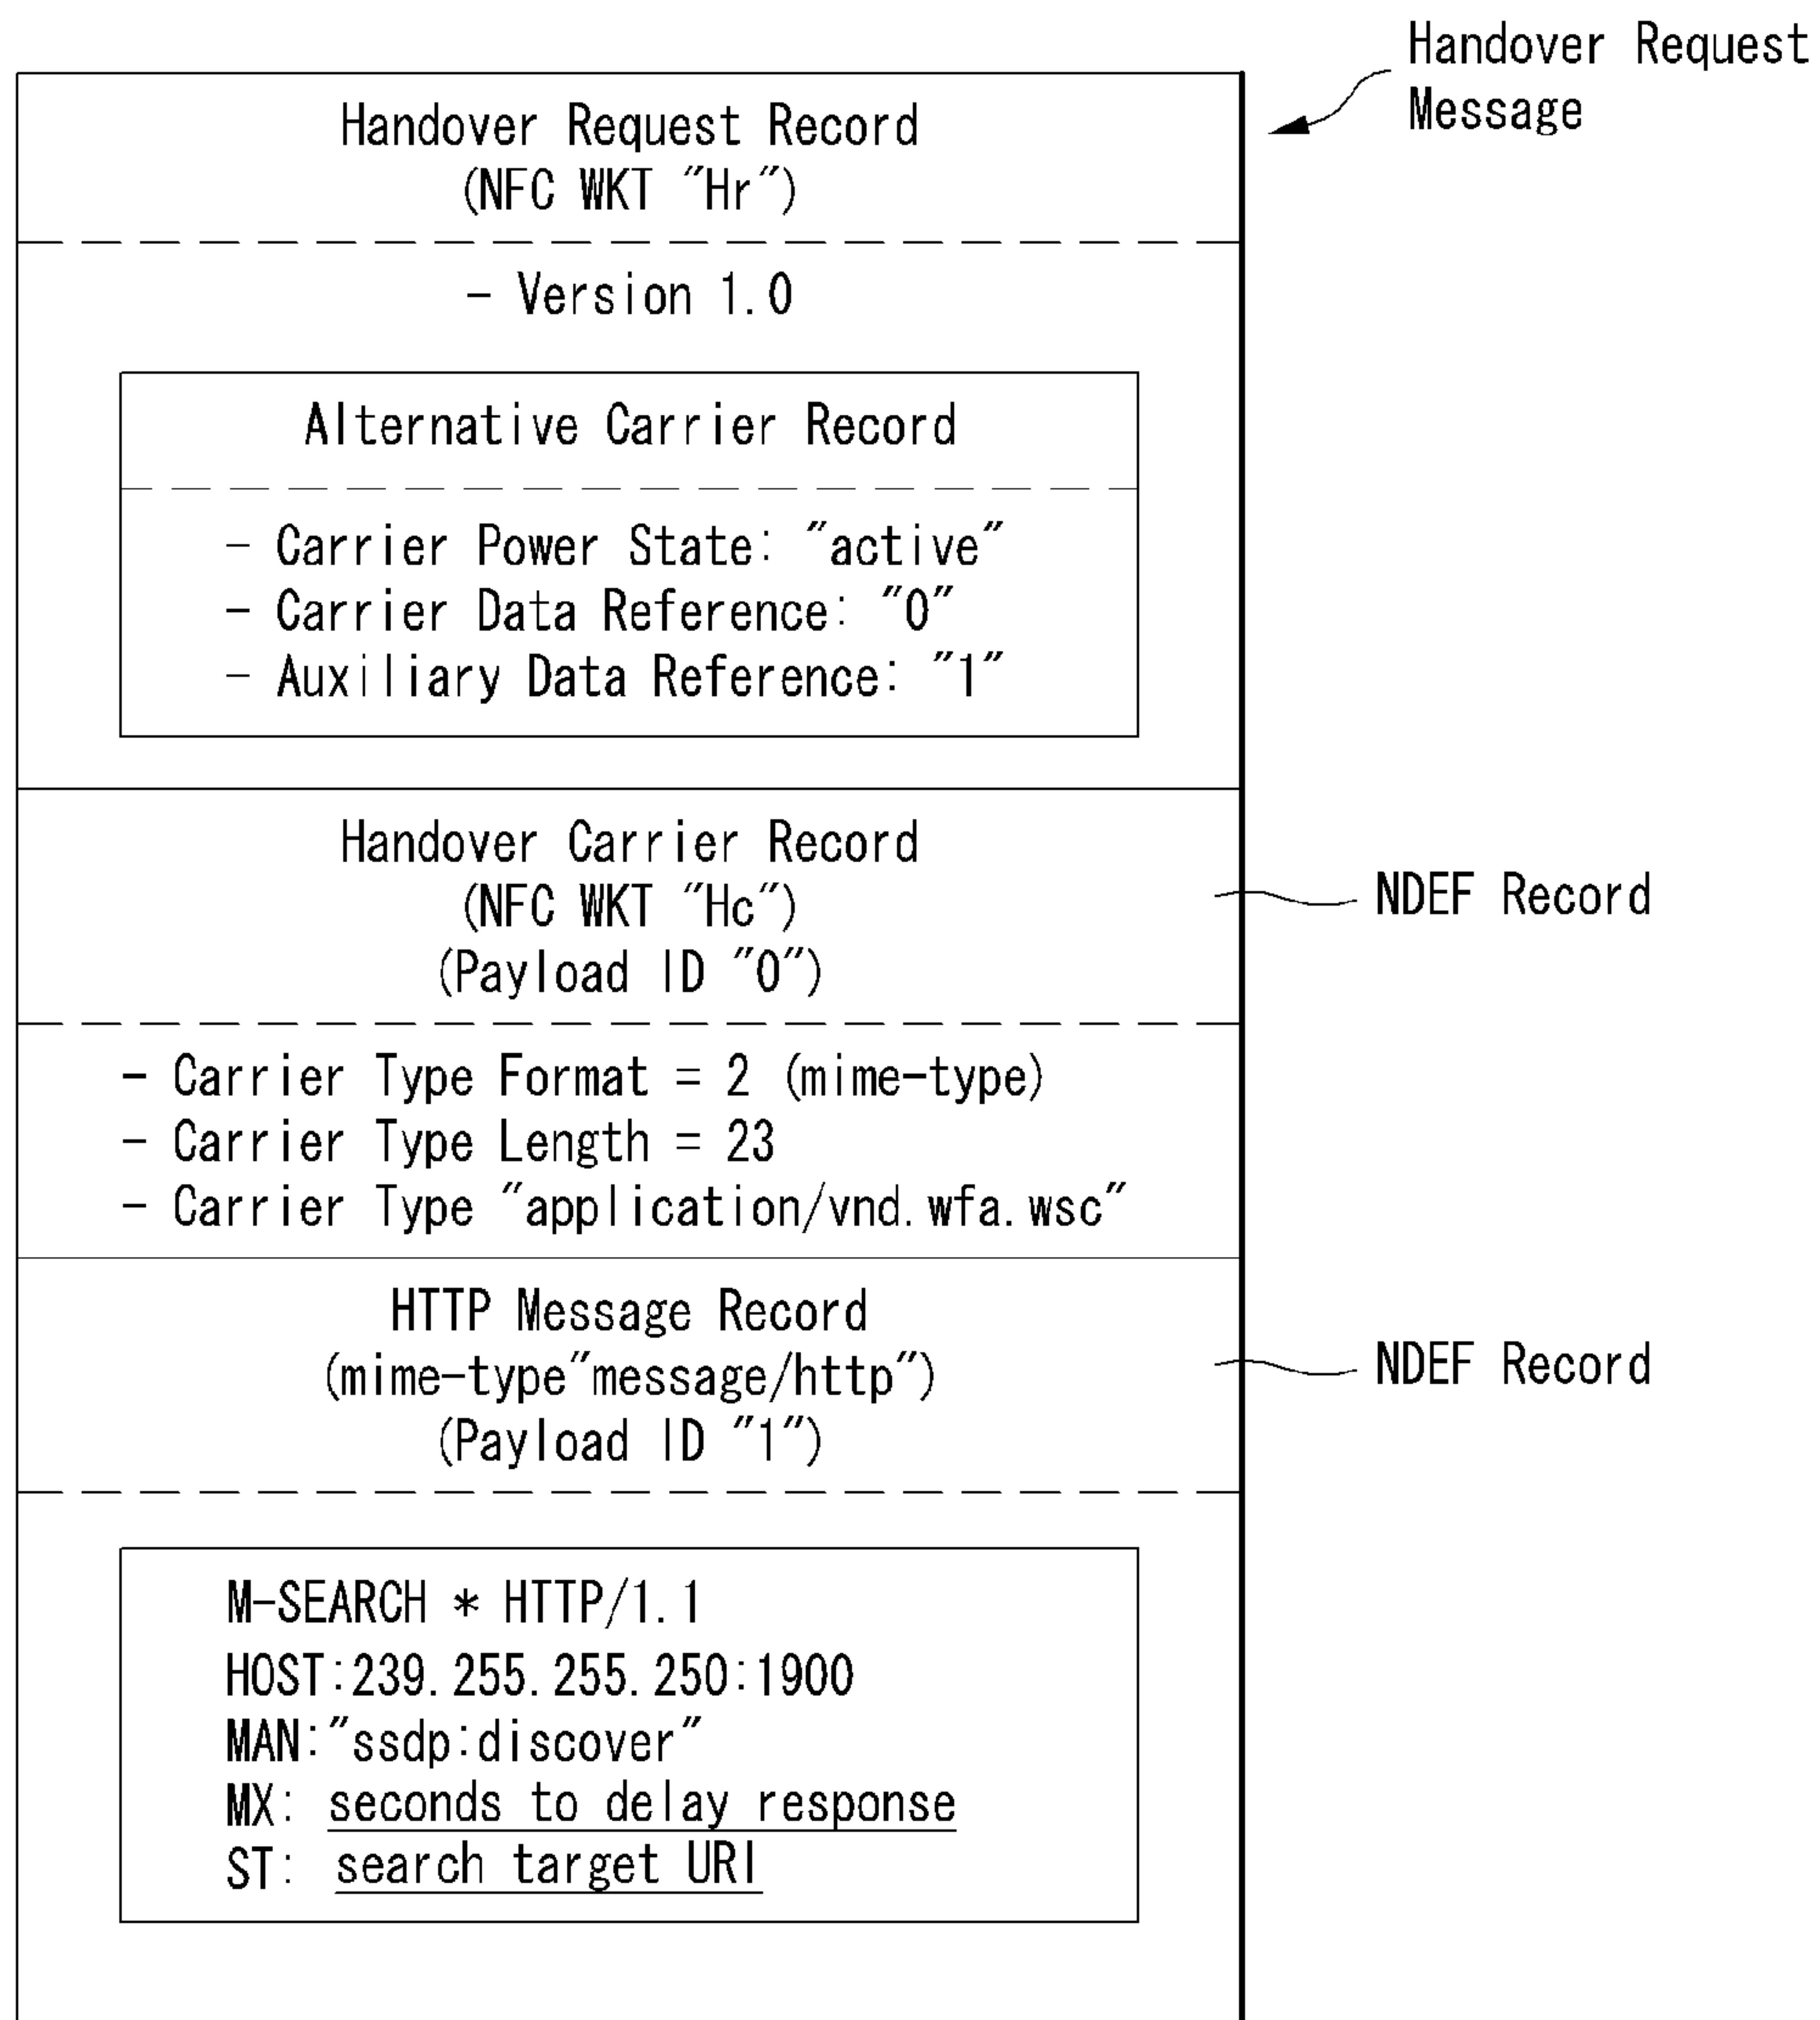 Handover Request
Message
Handover Request Record
(NFC WKT "Hr")
- Version 1.0
Alternative Carrier Record
- Carrier Power State: "active"
- Carrier Data Reference: "0"
- Auxiliary Data Reference: "1"
Handover Carrier Record
(NFC WKT "Hc")
(Payload ID "0")
NDEF Record
- Carrier Type Format = 2 (mime-type)
- Carrier Type Length = 23
- Carrier Type "application/vnd.wfa.wsc"
HTTP Message Record
(mime-type"message/http")
(Payload ID "1")
NDEF Record
M-SEARCH * HTTP/1.1
HOST:239.255.255.250:1900
MAN:"ssdp:discover"
MX: seconds to delay response
ST: search target URI